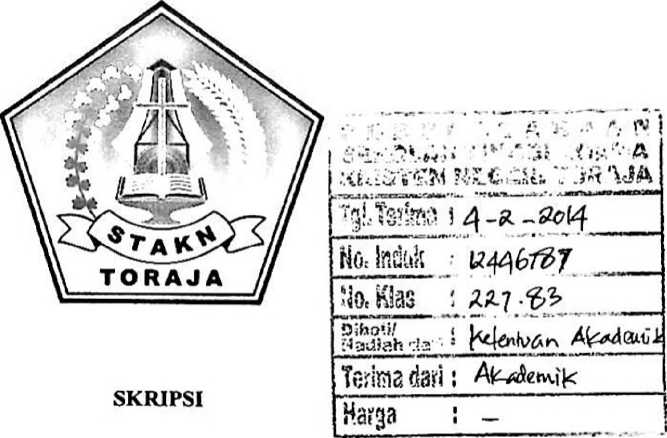 STAKN
TORAJA
SKRIPSI
PERPUSTAKAAN
SEKOLAH TINGGI AGAMA
KRISTEN NEGERI TORAJA
Tgl. Terima : 4-2-2014
No. Induk :
No. Klas : 227.83
Dibeli/
Hadiah dari : Ketentuan Akademik
Terima dari : Akademik
Harga : -